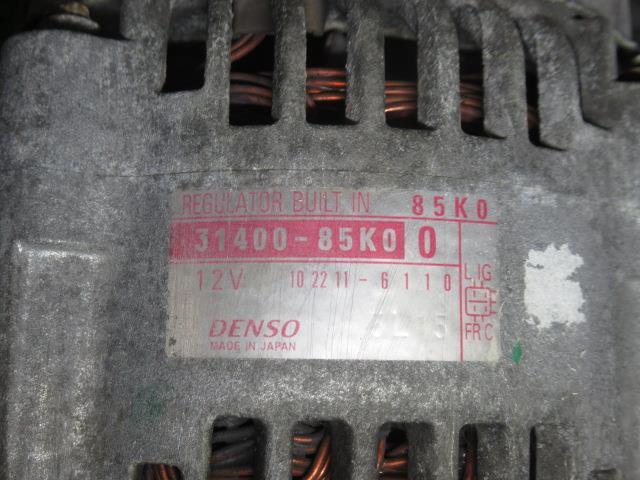 REGULATOR BUILT IN 85K0
31400-85K0 0
12V 102211-6110
L IG
DENSO
MADE IN JAPAN
FR C